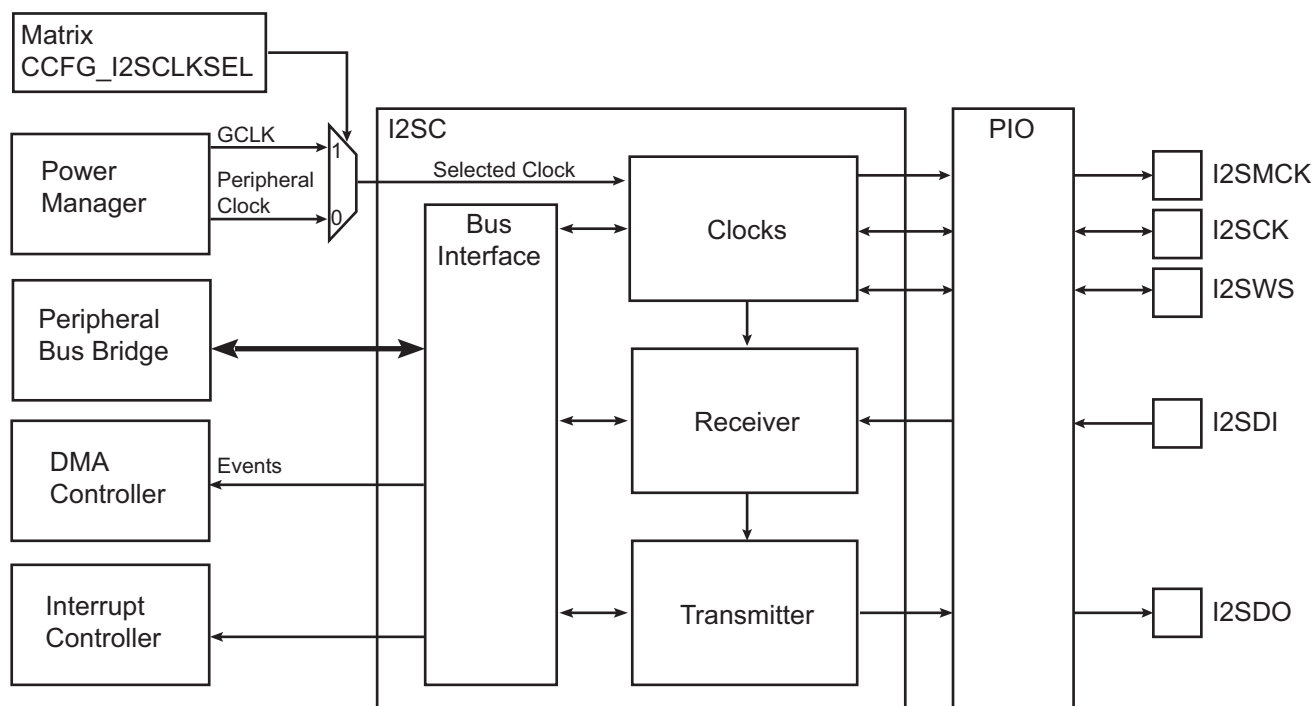 Matrix
CCFG_I2SCLKSEL
Power
Manager
GCLK
Peripheral
Clock
1
0
I2SC
Selected Clock
Bus
Interface
Clocks
PIO
I2SMCK
I2SCK
I2SWS
Peripheral
Bus Bridge
Receiver
I2SDI
DMA
Controller
Events
Interrupt
Controller
Transmitter
I2SDO